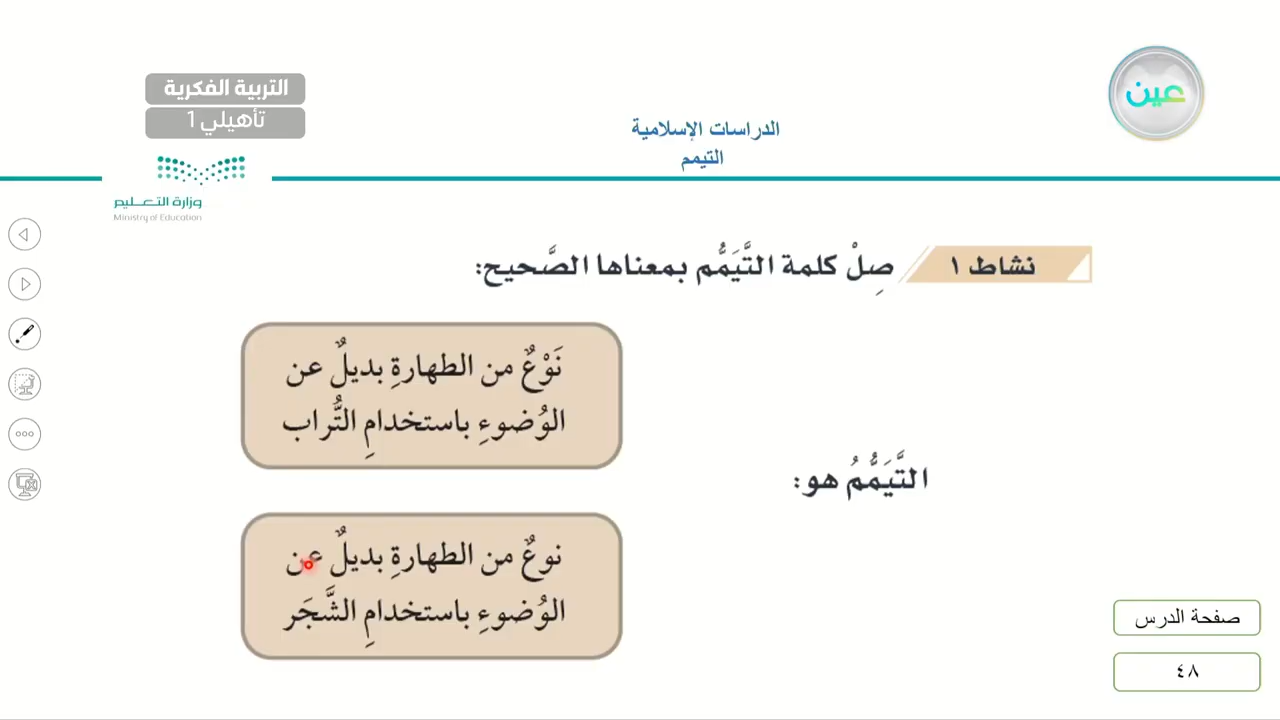 عين
التربية الفكرية
تأهيلي 1
الدراسات الإسلامية
التيمم
وزارة التعـــليم
Ministry of Education
نشاط ١
صِلْ كلمة التَّيَمُّم بمعناها الصَّحيح:
نَوْعٌ من الطهارةِ بديلٌ عن
الوُضوءِ باستخدامِ التُّراب
التَّيَمُّمُ هو:
نوعٌ من الطهارةِ بديلٌ عن
الوُضوءِ باستخدامِ الشَّجَر
صفحة الدرس
٤٨